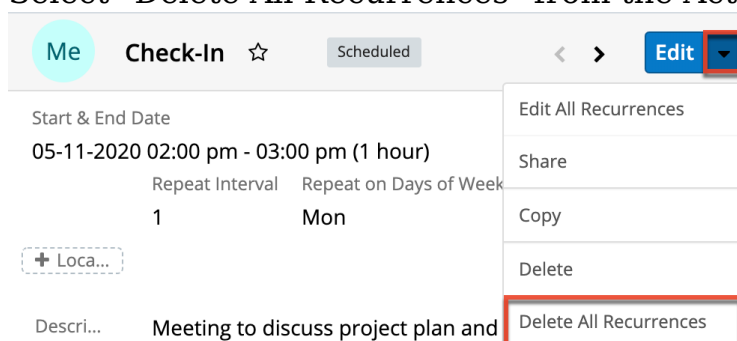 Select "Delete All Recurrences" from the Act
Me Check-In Scheduled Edit
Start & End Date
05-11-2020 02:00 pm - 03:00 pm (1 hour)
Repeat Interval Repeat on Days of Week
1 Mon
+ Loca...
Descri... Meeting to discuss project plan and
Edit All Recurrences
Share
Copy
Delete
Delete All Recurrences